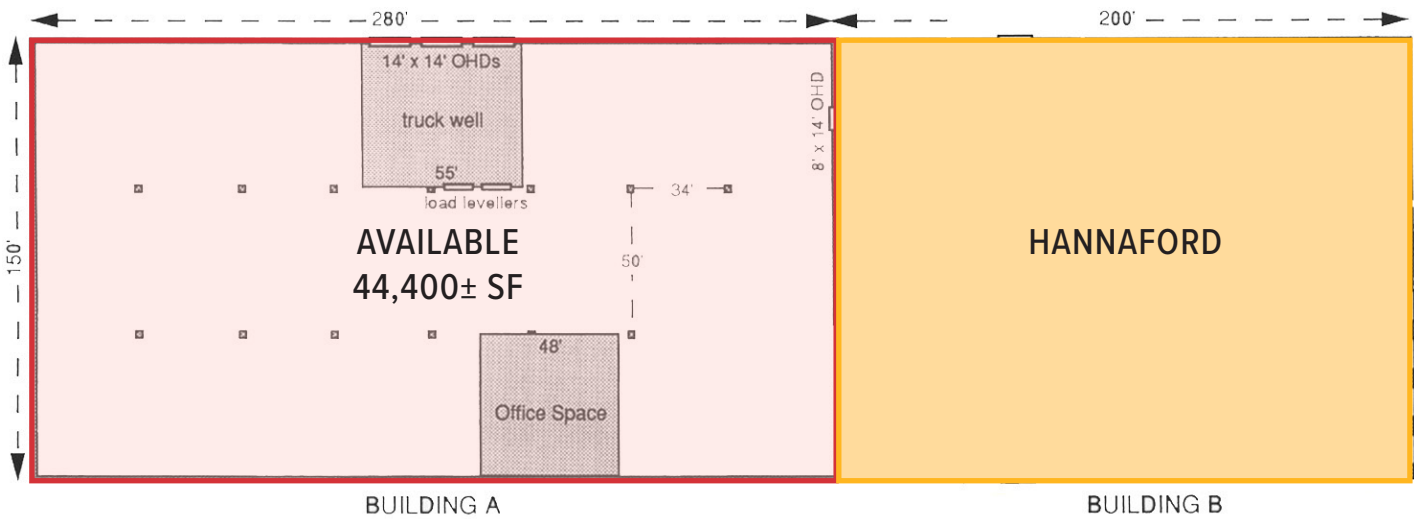 280'
200'
14' x 14' OHDs
truck well
55'
load levellers
8' x 14' OHD
34'
150'
AVAILABLE
44,400± SF
50'
HANNAFORD
48'
Office Space
BUILDING A
BUILDING B